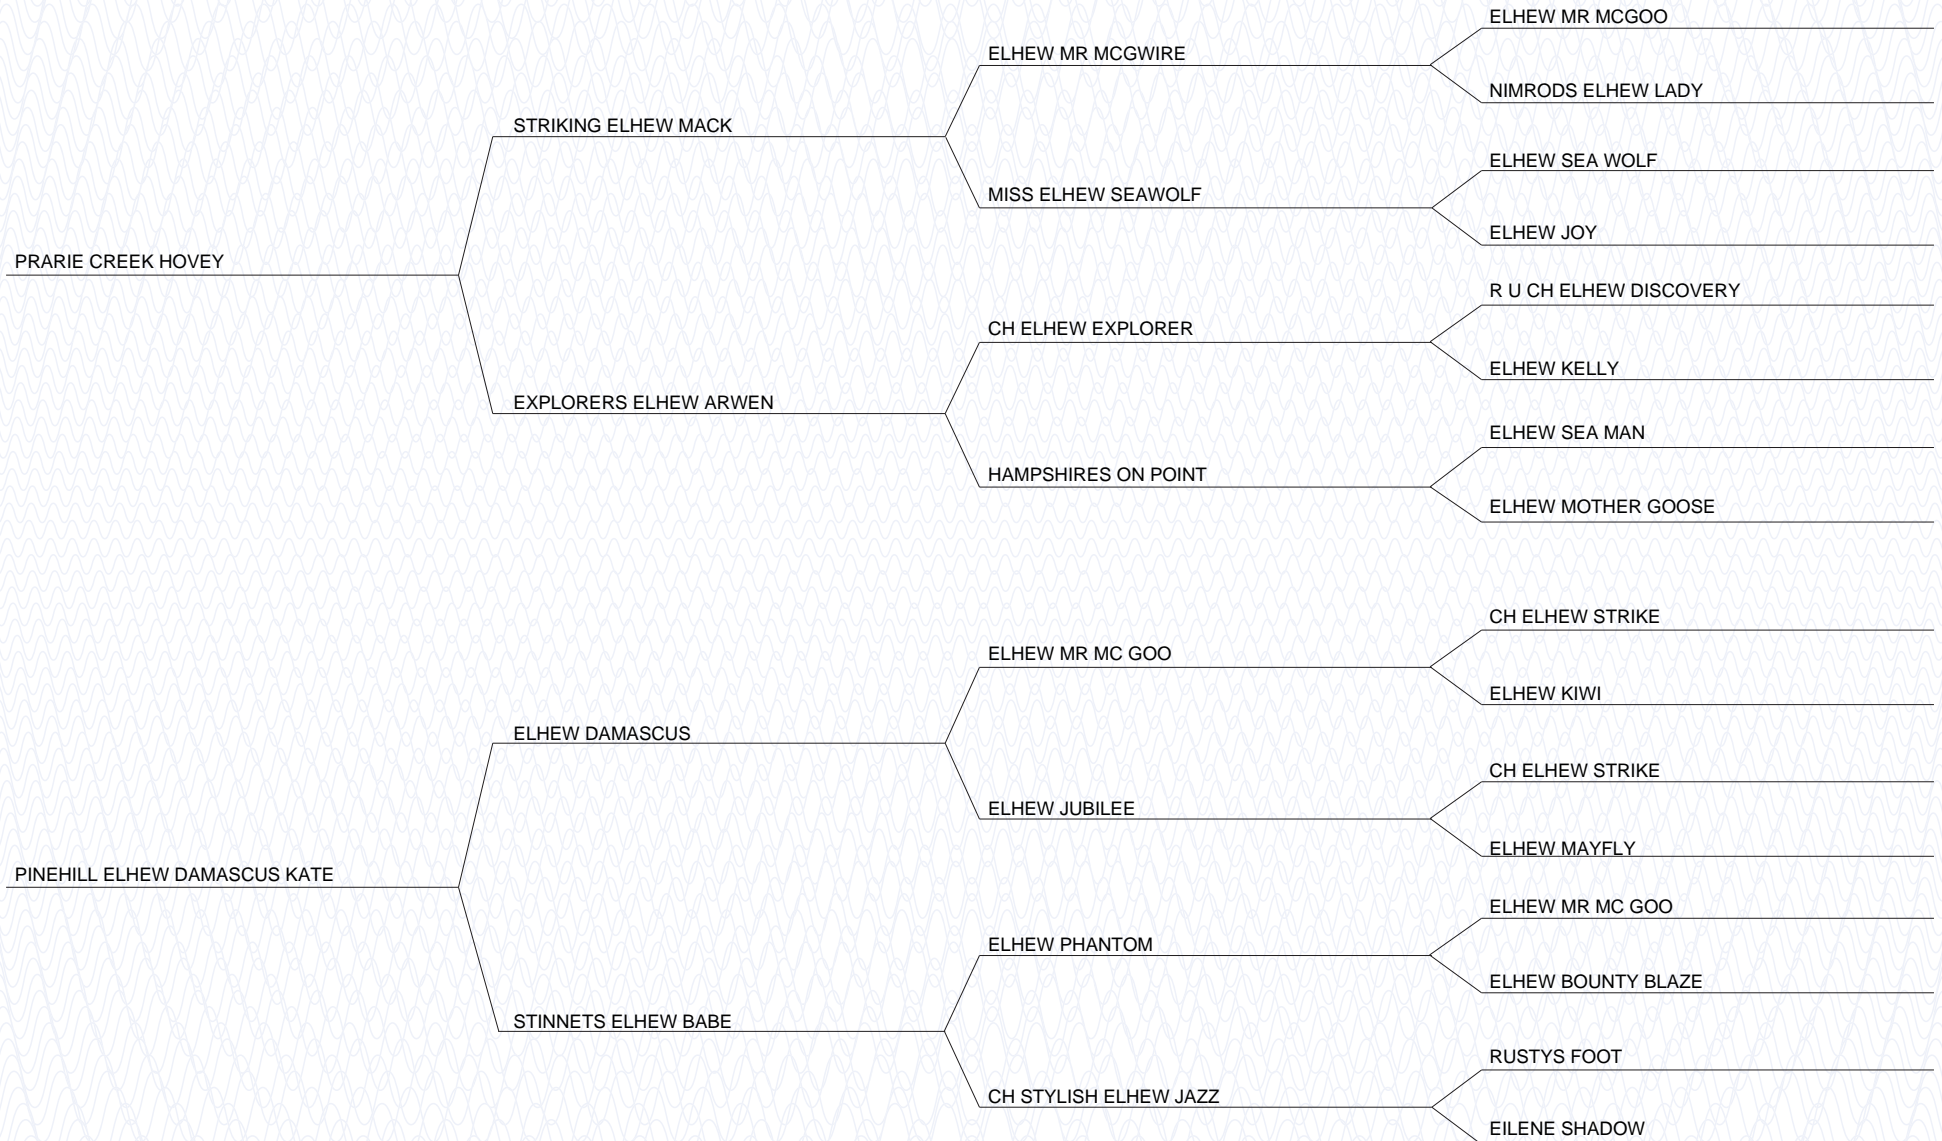 ELHEW MR MCGOO
ELHEW MR MCGWIRE
NIMRODS ELHEW LADY
STRIKING ELHEW MACK
ELHEW SEA WOLF
MISS ELHEW SEAWOLF
ELHEW JOY
PRARIE CREEK HOVEY
R U CH ELHEW DISCOVERY
CH ELHEW EXPLORER
ELHEW KELLY
EXPLORERS ELHEW ARWEN
ELHEW SEA MAN
HAMPSHIRES ON POINT
ELHEW MOTHER GOOSE
CH ELHEW STRIKE
ELHEW MR MC GOO
ELHEW KIWI
ELHEW DAMASCUS
CH ELHEW STRIKE
ELHEW JUBILEE
ELHEW MAYFLY
PINEHILL ELHEW DAMASCUS KATE
ELHEW MR MC GOO
ELHEW PHANTOM
ELHEW BOUNTY BLAZE
STINNETS ELHEW BABE
RUSTYS FOOT
CH STYLISH ELHEW JAZZ
EILENE SHADOW